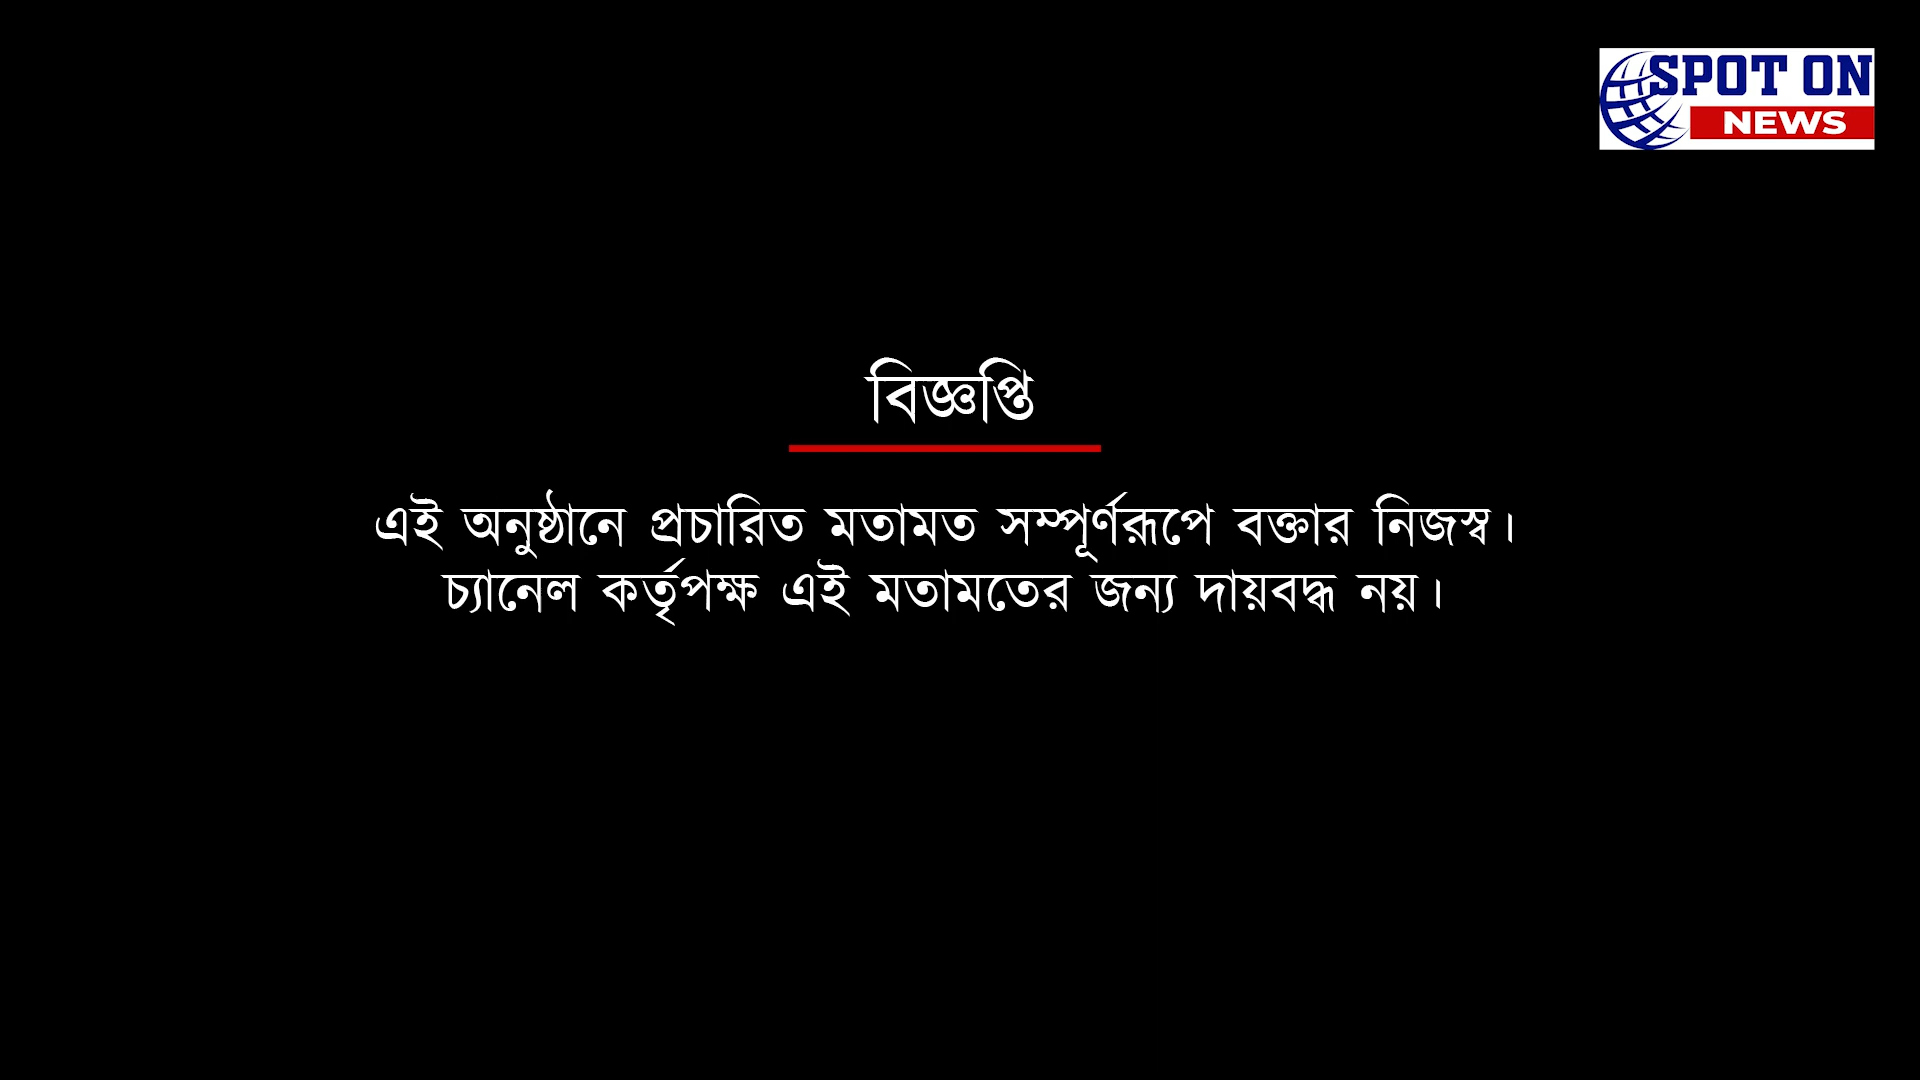 SPOT ON
NEWS
বিজ্ঞপ্তি
এই অনুষ্ঠানে প্রচারিত মতামত সম্পূর্ণরূপে বক্তার নিজস্ব।
চ্যানেল কর্তৃপক্ষ এই মতামতের জন্য দায়বদ্ধ নয়।